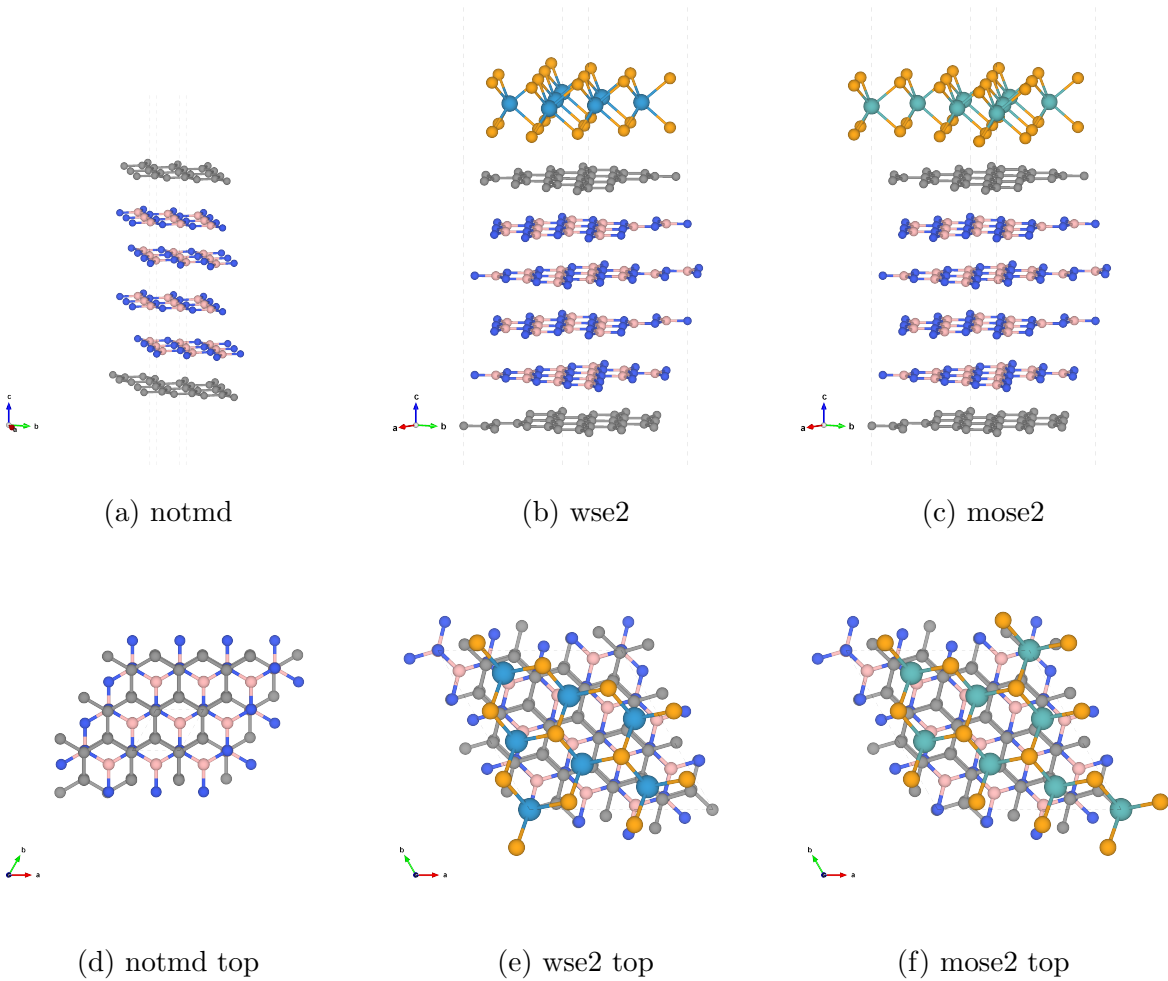 c
b
a
c
a
b
c
a
b
(a) notmd
(b) wse2
(c) mose2
b
a
b
a
b
a
(d) notmd top
(e) wse2 top
(f) mose2 top